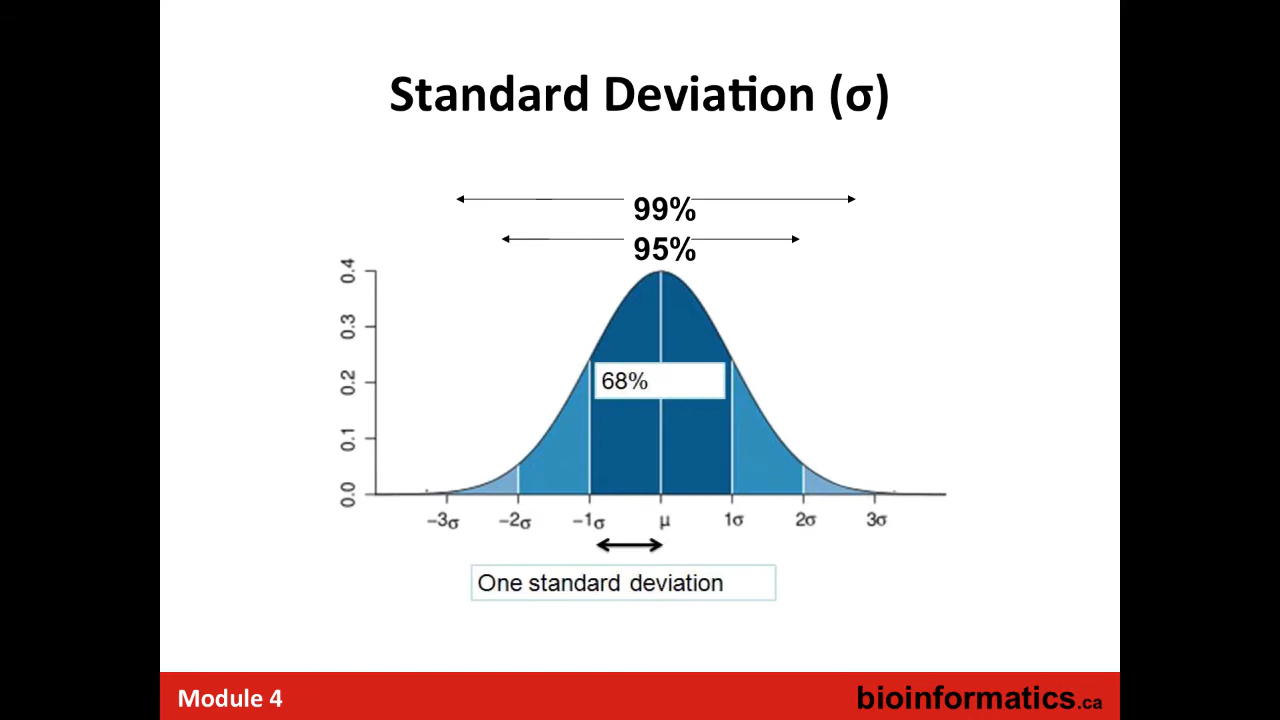 Standard Deviation (σ)
99%
95%
0.4
0.3
0.2
0.1
0.0
68%
−3σ −2σ −1σ μ 1σ 2σ 3σ
One standard deviation
Module 4
bioinformatics.ca